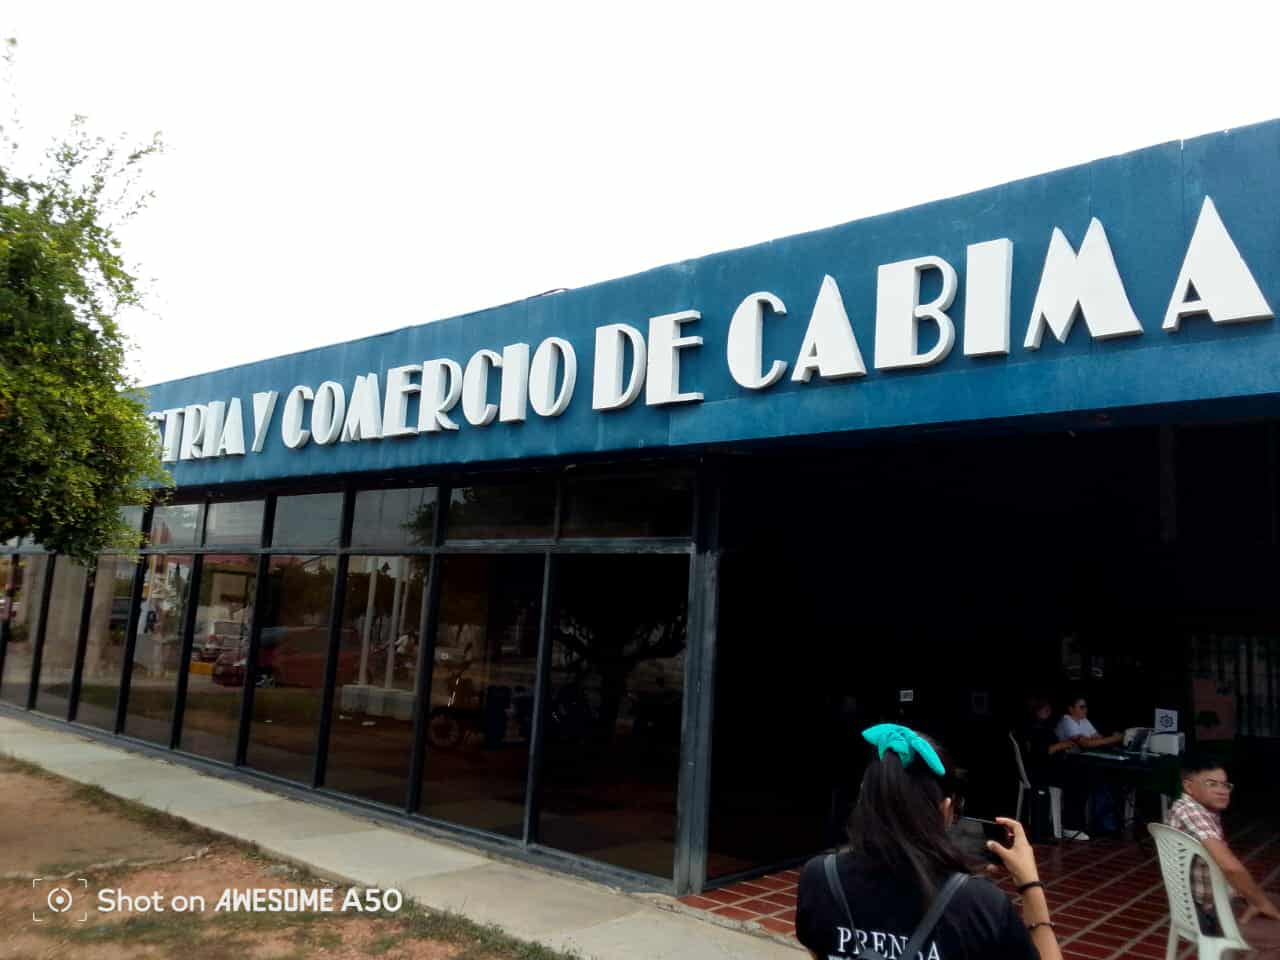 STRIA Y COMERCIO DE CABIMA
PRENSA
Shot on AWESOME A50